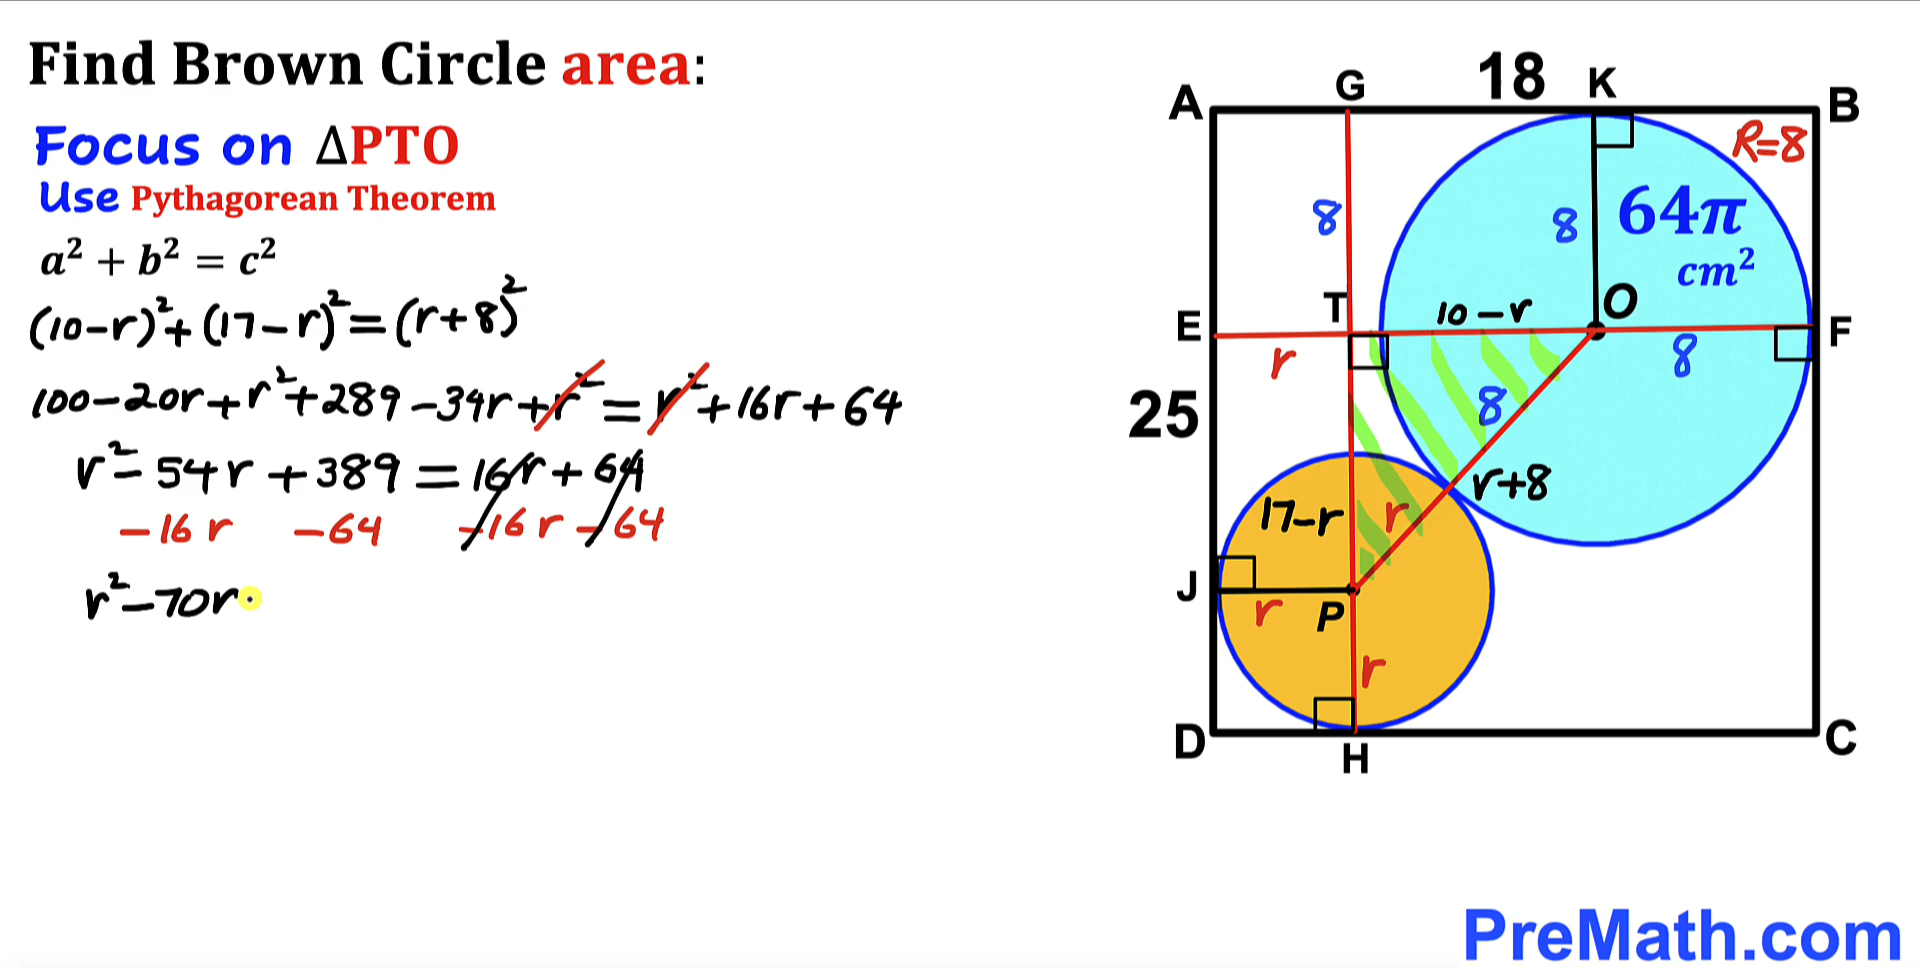 Find Brown Circle area:
Focus on ΔPTO
Use Pythagorean Theorem
a² + b² = c²
(10-r)²+(17-r)²=(r+8)²
100-20r+r²+289-34r+r²=r²+16r+64
r²-54r+389=16r+64
-16r -64 -16r-64
r²-70r
18
G
K
A
B
R=8
8
8
64π
cm²
T
10-r
O
E
F
r
8
25
8
r+8
17-r
r
J
r
P
r
D
C
H
PreMath.com